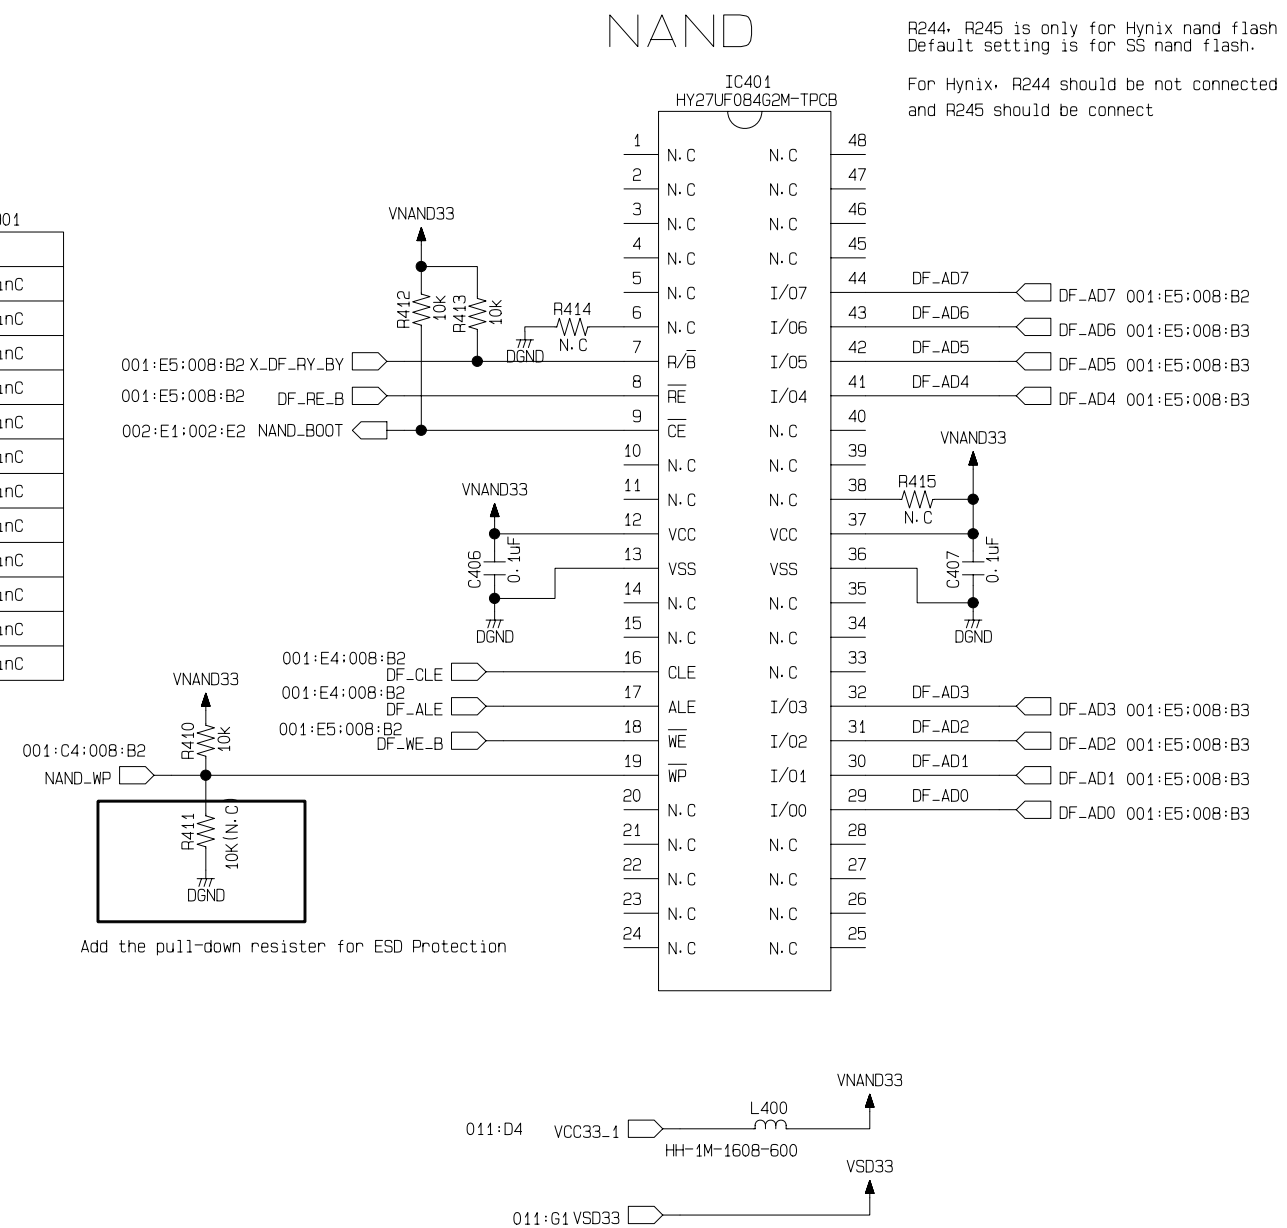 NAND
R244, R245 is only for Hynix nand flash
Default setting is for SS nand flash.
For Hynix, R244 should be not connected
and R245 should be connect
IC401
HY27UF084G2M-TPCB
1 N.C N.C 48
2 N.C N.C 47
3 N.C N.C 46
4 N.C N.C 45
5 N.C I/O7 44 DF_AD7 DF_AD7 001:E5;008:B2
6 N.C I/O6 43 DF_AD6 DF_AD6 001:E5;008:B3
7 R/B I/O5 42 DF_AD5 DF_AD5 001:E5;008:B3
8 RE I/O4 41 DF_AD4 DF_AD4 001:E5;008:B3
9 CE N.C 40
10 N.C N.C 39
11 N.C N.C 38
12 VCC VCC 37
13 VSS VSS 36
14 N.C N.C 35
15 N.C N.C 34
16 CLE N.C 33
17 ALE I/O3 32 DF_AD3 DF_AD3 001:E5;008:B3
18 WE I/O2 31 DF_AD2 DF_AD2 001:E5;008:B3
19 WP I/O1 30 DF_AD1 DF_AD1 001:E5;008:B3
20 N.C I/O0 29 DF_AD0 DF_AD0 001:E5;008:B3
21 N.C N.C 28
22 N.C N.C 27
23 N.C N.C 26
24 N.C N.C 25
VNAND33
R412
10k
R413
10k
R414
N.C
DGND
001:E5;008:B2 X_DF_RY_BY
001:E5;008:B2 DF_RE_B
002:E1;002:E2 NAND_BOOT
VNAND33
C406
0.1uF
DGND
VNAND33
R415
N.C
C407
0.1uF
DGND
001:E4;008:B2
DF_CLE
001:E4;008:B2
DF_ALE
001:E5;008:B2
DF_WE_B
VNAND33
R410
10k
001:C4;008:B2
NAND_WP
R411
10K(N.C)
DGND
Add the pull-down resister for ESD Protection
VNAND33
L400
011:D4 VCC33_1
HH-1M-1608-600
VSD33
011:G1 VSD33